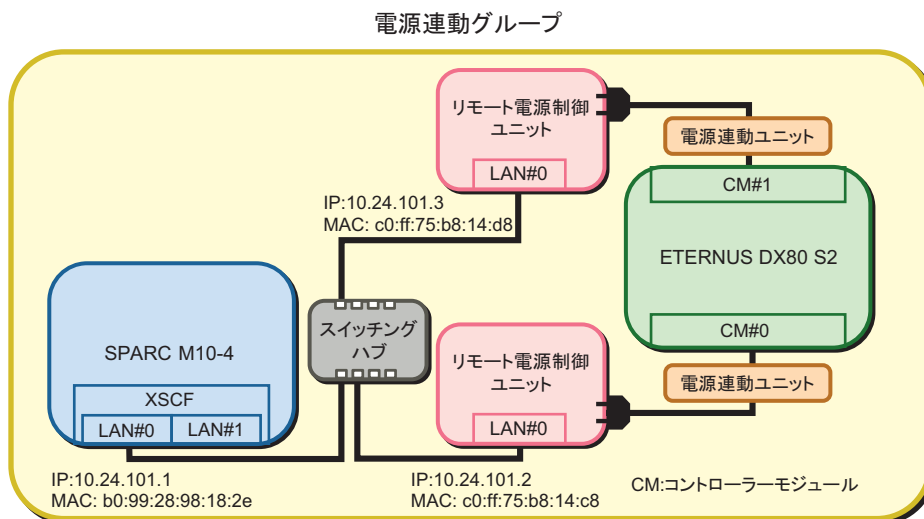 電源連動グループ
リモート電源制御
ユニット
LAN#0
電源連動ユニット
CM#1
ETERNUS DX80 S2
CM#0
電源連動ユニット
IP:10.24.101.3
MAC: c0:ff:75:b8:14:d8
スイッチング
ハブ
SPARC M10-4
XSCF
LAN#0
LAN#1
IP:10.24.101.1
MAC: b0:99:28:98:18:2e
リモート電源制御
ユニット
LAN#0
IP:10.24.101.2
MAC: c0:ff:75:b8:14:c8
CM:コントローラーモジュール